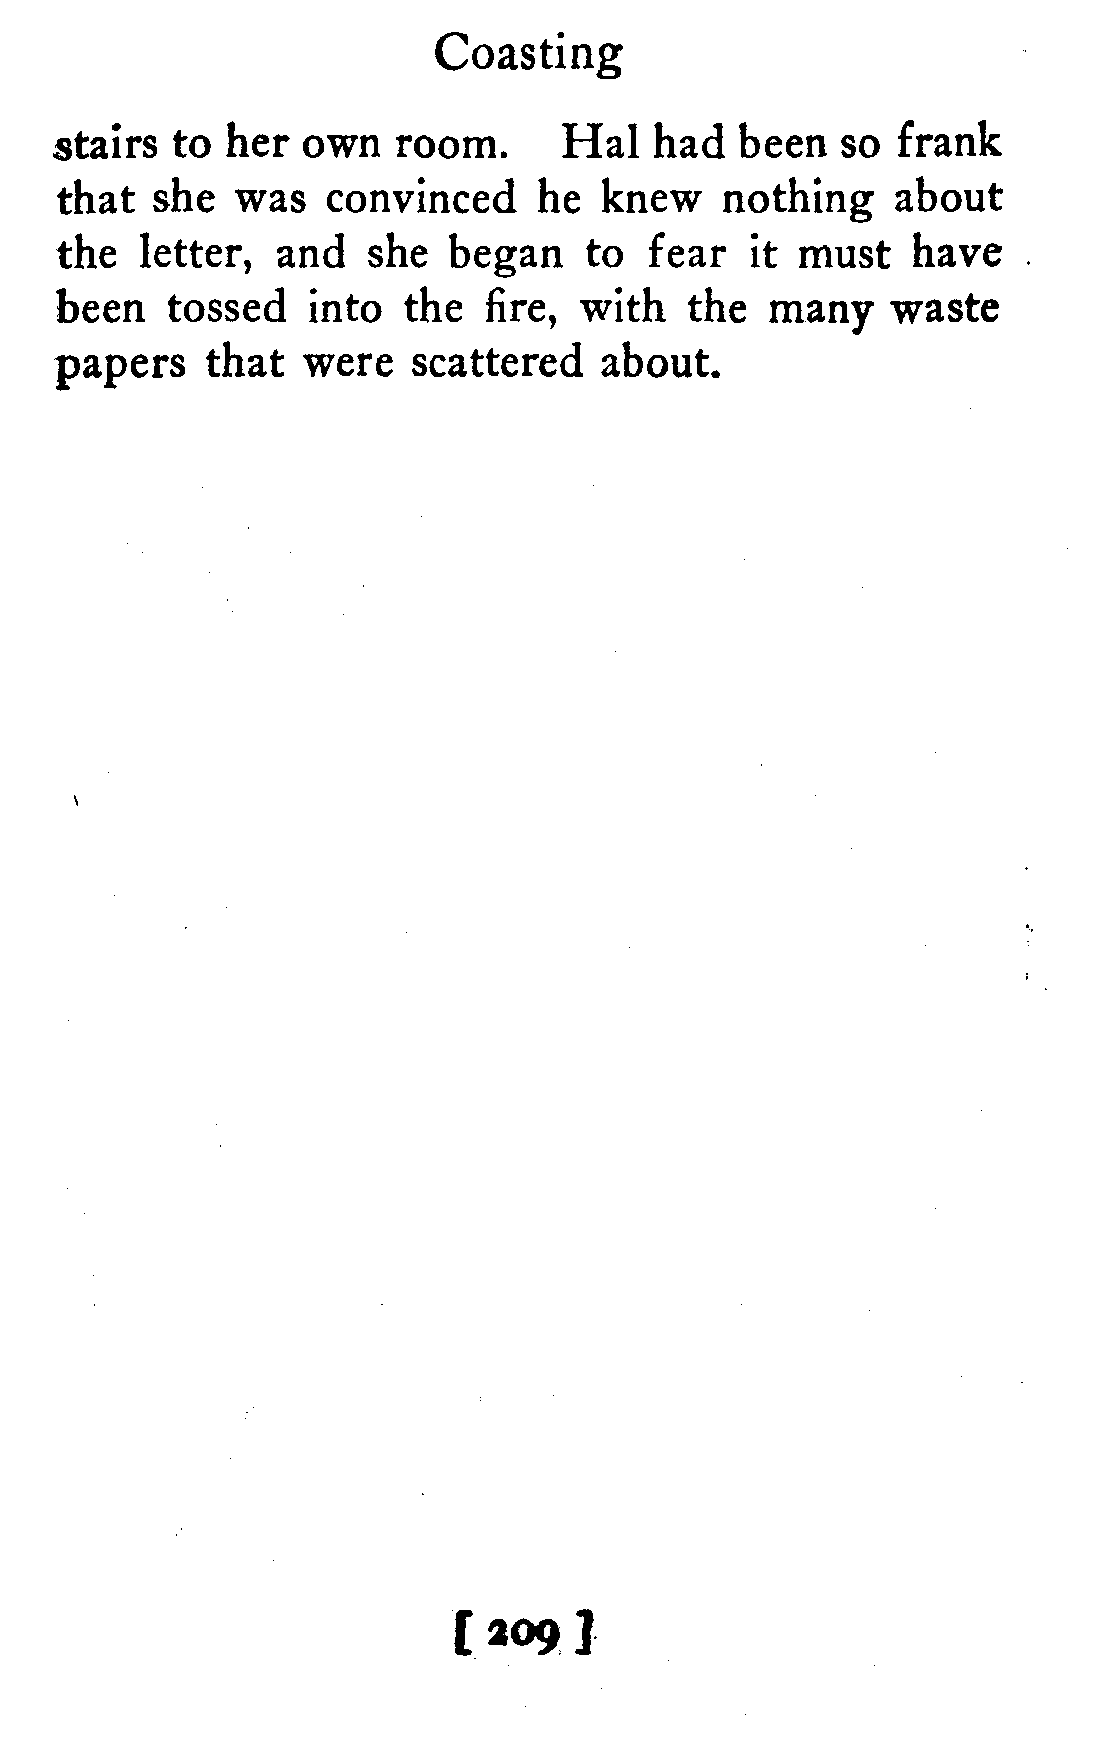 Coasting
stairs to her own room. Hal had been so frank
that she was convinced he knew nothing about
the letter, and she began to fear it must have
been tossed into the fire, with the many waste
papers that were scattered about.
[ 209 ]